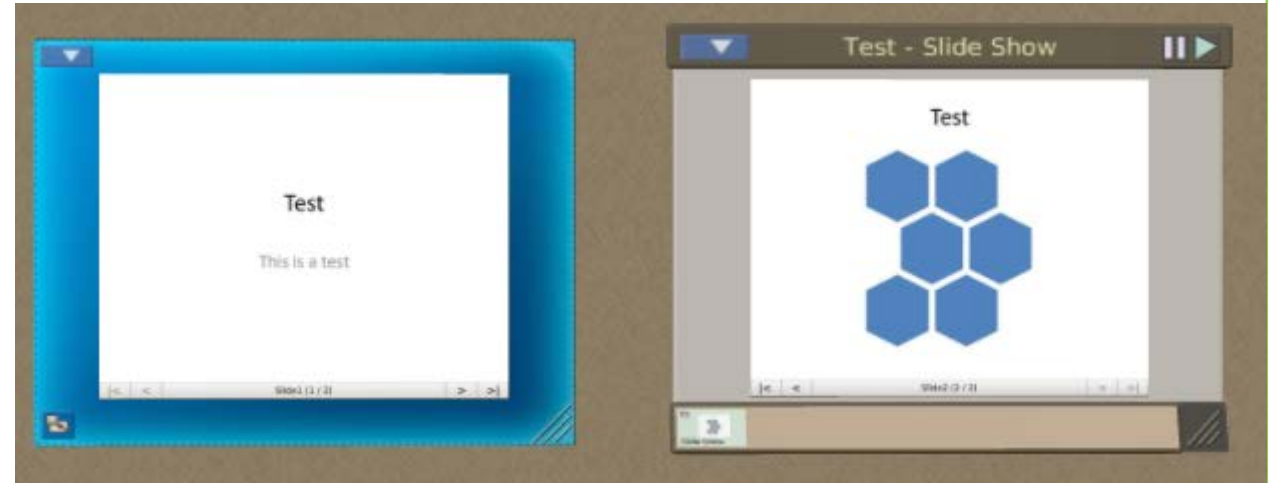 Test
This is a test
|< < Slide1 (1 / 2) > >|
Test - Slide Show
Test
|< < Slide2 (2 / 2) > >|